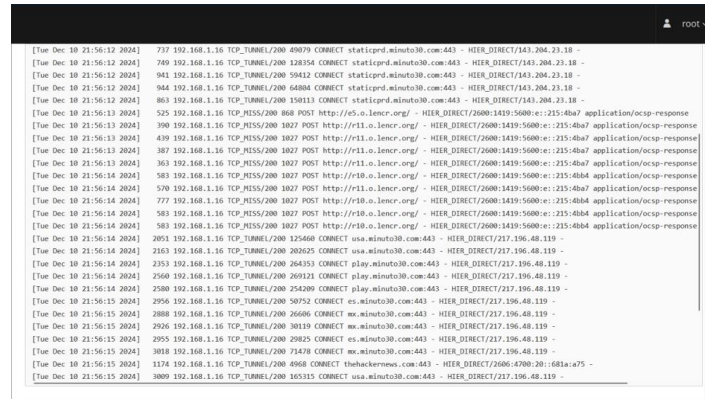 root
[Tue Dec 10 21:56:12 2024] 737 192.168.1.16 TCP_TUNNEL/200 49079 CONNECT staticprd.minuto30.com:443 - HIER_DIRECT/143.204.23.18 -
[Tue Dec 10 21:56:12 2024] 749 192.168.1.16 TCP_TUNNEL/200 128354 CONNECT staticprd.minuto30.com:443 - HIER_DIRECT/143.204.23.18 -
[Tue Dec 10 21:56:12 2024] 941 192.168.1.16 TCP_TUNNEL/200 59412 CONNECT staticprd.minuto30.com:443 - HIER_DIRECT/143.204.23.18 -
[Tue Dec 10 21:56:12 2024] 944 192.168.1.16 TCP_TUNNEL/200 64804 CONNECT staticprd.minuto30.com:443 - HIER_DIRECT/143.204.23.18 -
[Tue Dec 10 21:56:12 2024] 863 192.168.1.16 TCP_TUNNEL/200 150113 CONNECT staticprd.minuto30.com:443 - HIER_DIRECT/143.204.23.18 -
[Tue Dec 10 21:56:13 2024] 525 192.168.1.16 TCP_MISS/200 868 POST http://e5.o.lencr.org/ - HIER_DIRECT/2600:1419:5600:e::215:4ba7 application/ocsp-response
[Tue Dec 10 21:56:13 2024] 390 192.168.1.16 TCP_MISS/200 1027 POST http://r11.o.lencr.org/ - HIER_DIRECT/2600:1419:5600:e::215:4ba7 application/ocsp-response
[Tue Dec 10 21:56:13 2024] 439 192.168.1.16 TCP_MISS/200 1027 POST http://r11.o.lencr.org/ - HIER_DIRECT/2600:1419:5600:e::215:4ba7 application/ocsp-response
[Tue Dec 10 21:56:13 2024] 387 192.168.1.16 TCP_MISS/200 1027 POST http://r11.o.lencr.org/ - HIER_DIRECT/2600:1419:5600:e::215:4ba7 application/ocsp-response
[Tue Dec 10 21:56:13 2024] 363 192.168.1.16 TCP_MISS/200 1027 POST http://r11.o.lencr.org/ - HIER_DIRECT/2600:1419:5600:e::215:4ba7 application/ocsp-response
[Tue Dec 10 21:56:14 2024] 583 192.168.1.16 TCP_MISS/200 1027 POST http://r10.o.lencr.org/ - HIER_DIRECT/2600:1419:5600:e::215:4bb4 application/ocsp-response
[Tue Dec 10 21:56:14 2024] 570 192.168.1.16 TCP_MISS/200 1027 POST http://r11.o.lencr.org/ - HIER_DIRECT/2600:1419:5600:e::215:4ba7 application/ocsp-response
[Tue Dec 10 21:56:14 2024] 777 192.168.1.16 TCP_MISS/200 1027 POST http://r10.o.lencr.org/ - HIER_DIRECT/2600:1419:5600:e::215:4bb4 application/ocsp-response
[Tue Dec 10 21:56:14 2024] 583 192.168.1.16 TCP_MISS/200 1027 POST http://r10.o.lencr.org/ - HIER_DIRECT/2600:1419:5600:e::215:4bb4 application/ocsp-response
[Tue Dec 10 21:56:14 2024] 583 192.168.1.16 TCP_MISS/200 1027 POST http://r10.o.lencr.org/ - HIER_DIRECT/2600:1419:5600:e::215:4bb4 application/ocsp-response
[Tue Dec 10 21:56:14 2024] 2051 192.168.1.16 TCP_TUNNEL/200 125460 CONNECT usa.minuto30.com:443 - HIER_DIRECT/217.196.48.119 -
[Tue Dec 10 21:56:14 2024] 2163 192.168.1.16 TCP_TUNNEL/200 202625 CONNECT usa.minuto30.com:443 - HIER_DIRECT/217.196.48.119 -
[Tue Dec 10 21:56:14 2024] 2353 192.168.1.16 TCP_TUNNEL/200 264353 CONNECT play.minuto30.com:443 - HIER_DIRECT/217.196.48.119 -
[Tue Dec 10 21:56:14 2024] 2560 192.168.1.16 TCP_TUNNEL/200 269121 CONNECT play.minuto30.com:443 - HIER_DIRECT/217.196.48.119 -
[Tue Dec 10 21:56:14 2024] 2580 192.168.1.16 TCP_TUNNEL/200 254209 CONNECT play.minuto30.com:443 - HIER_DIRECT/217.196.48.119 -
[Tue Dec 10 21:56:15 2024] 2956 192.168.1.16 TCP_TUNNEL/200 50752 CONNECT es.minuto30.com:443 - HIER_DIRECT/217.196.48.119 -
[Tue Dec 10 21:56:15 2024] 2888 192.168.1.16 TCP_TUNNEL/200 26606 CONNECT mx.minuto30.com:443 - HIER_DIRECT/217.196.48.119 -
[Tue Dec 10 21:56:15 2024] 2926 192.168.1.16 TCP_TUNNEL/200 30119 CONNECT mx.minuto30.com:443 - HIER_DIRECT/217.196.48.119 -
[Tue Dec 10 21:56:15 2024] 2955 192.168.1.16 TCP_TUNNEL/200 29825 CONNECT es.minuto30.com:443 - HIER_DIRECT/217.196.48.119 -
[Tue Dec 10 21:56:15 2024] 3018 192.168.1.16 TCP_TUNNEL/200 71478 CONNECT mx.minuto30.com:443 - HIER_DIRECT/217.196.48.119 -
[Tue Dec 10 21:56:15 2024] 1174 192.168.1.16 TCP_TUNNEL/200 4968 CONNECT thehackernews.com:443 - HIER_DIRECT/2606:4700:20::681a:a75 -
[Tue Dec 10 21:56:15 2024] 3009 192.168.1.16 TCP_TUNNEL/200 165315 CONNECT usa.minuto30.com:443 - HIER_DIRECT/217.196.48.119 -